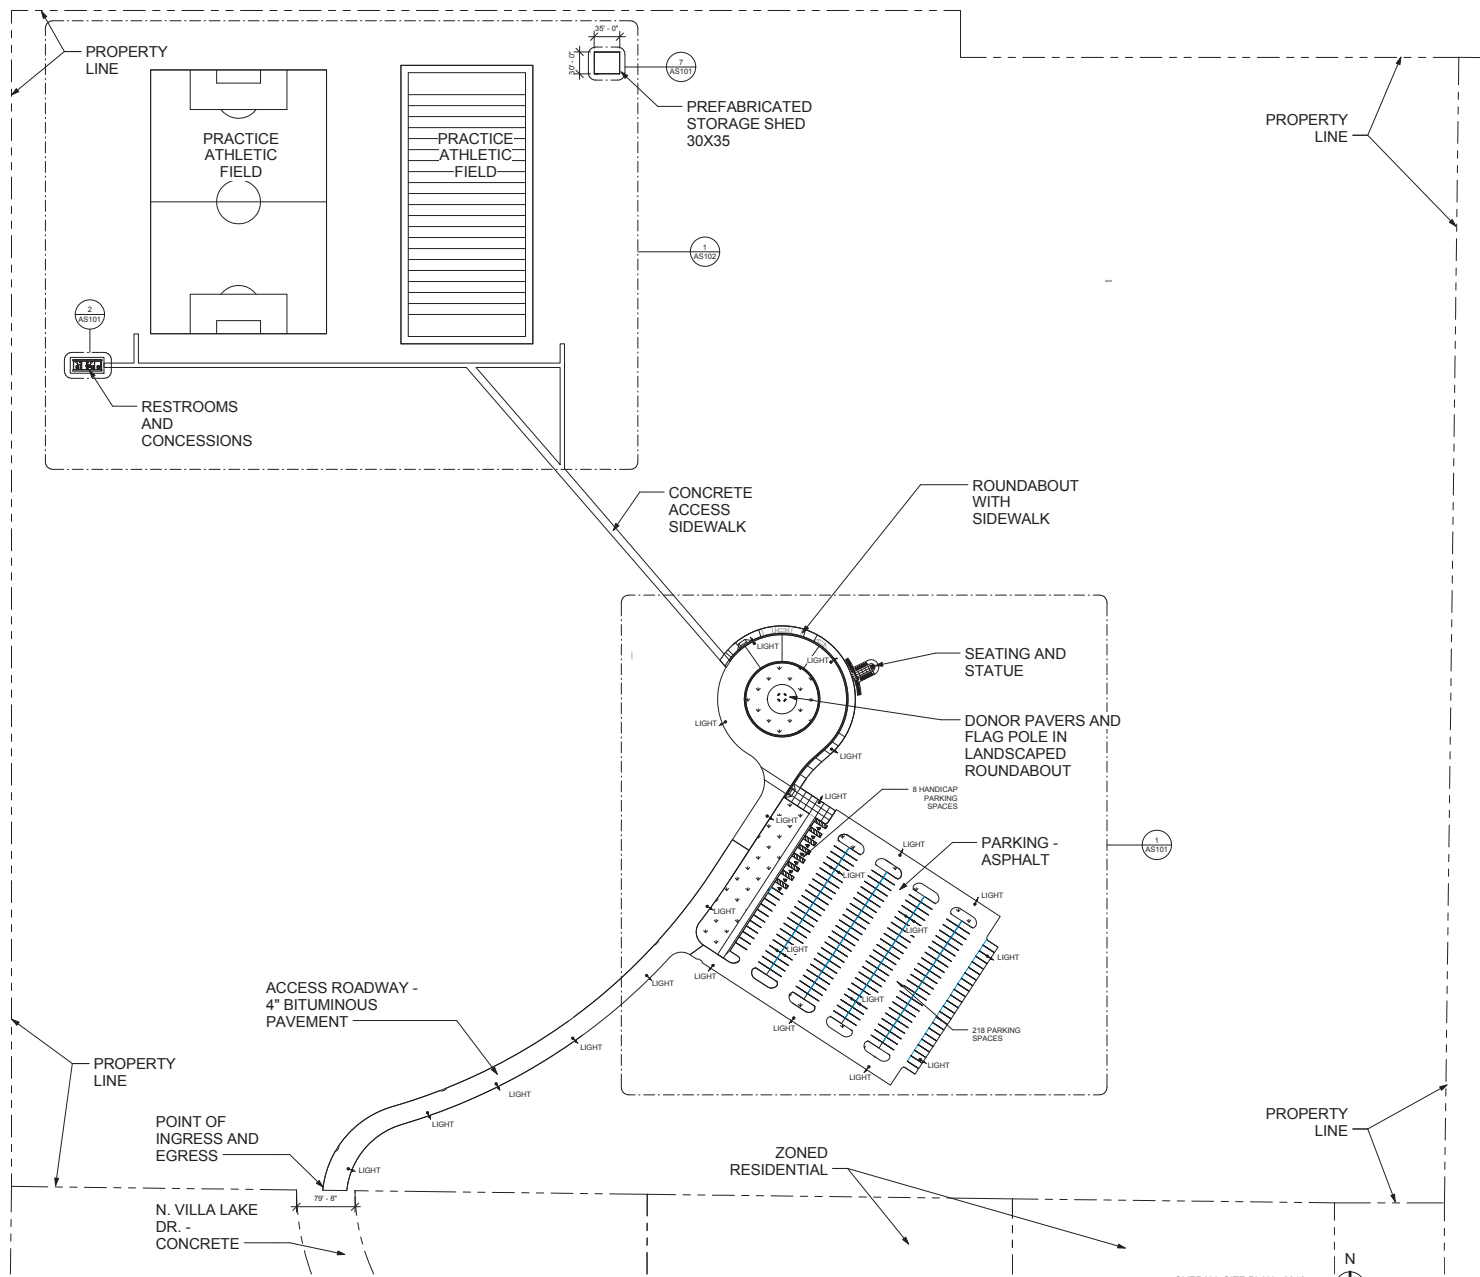 35' - 0"
30' - 0"
7
AS101
PROPERTY
LINE
PREFABRICATED
STORAGE SHED
30X35
PROPERTY
LINE
PRACTICE
ATHLETIC
FIELD
PRACTICE
ATHLETIC
FIELD
1
AS102
2
AS101
RESTROOMS
AND
CONCESSIONS
CONCRETE
ACCESS
SIDEWALK
ROUNDABOUT
WITH
SIDEWALK
LIGHT
LIGHT
SEATING AND
STATUE
LIGHT
DONOR PAVERS AND
FLAG POLE IN
LANDSCAPED
ROUNDABOUT
LIGHT
8 HANDICAP
PARKING
SPACES
LIGHT
LIGHT
PARKING -
ASPHALT
1
AS101
LIGHT
LIGHT
LIGHT
LIGHT
LIGHT
LIGHT
LIGHT
LIGHT
LIGHT
LIGHT
ACCESS ROADWAY -
4" BITUMINOUS
PAVEMENT
LIGHT
LIGHT
218 PARKING
SPACES
LIGHT
LIGHT
LIGHT
PROPERTY
LINE
LIGHT
LIGHT
POINT OF
INGRESS AND
EGRESS
PROPERTY
LINE
ZONED
RESIDENTIAL
LIGHT
79' - 8"
N. VILLA LAKE
DR. -
CONCRETE
N